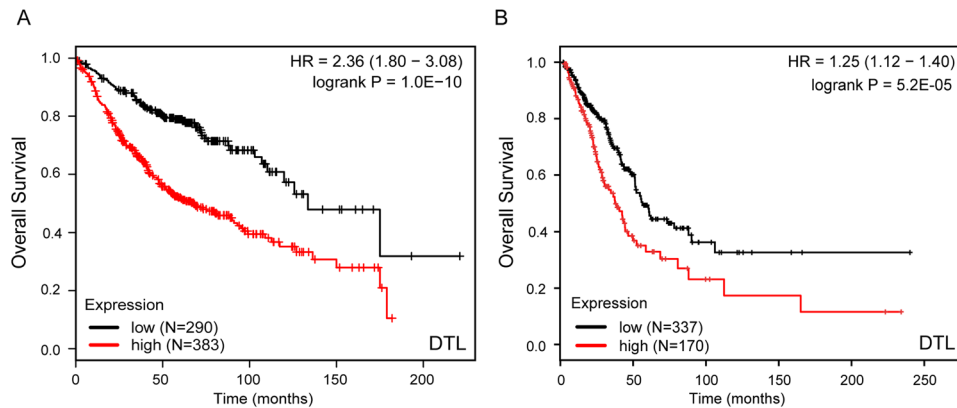 A
HR = 2.36 (1.80 − 3.08)
logrank P = 1.0E−10
Overall Survival
1.0
0.8
0.6
0.4
0.2
0.0
Expression
low (N=290)
high (N=383)
DTL
0
50
100
150
200
Time (months)
B
HR = 1.25 (1.12 − 1.40)
logrank P = 5.2E-05
Overall Survival
1.0
0.8
0.6
0.4
0.2
0.0
Expression
low (N=337)
high (N=170)
DTL
0
50
100
150
200
250
Time (months)